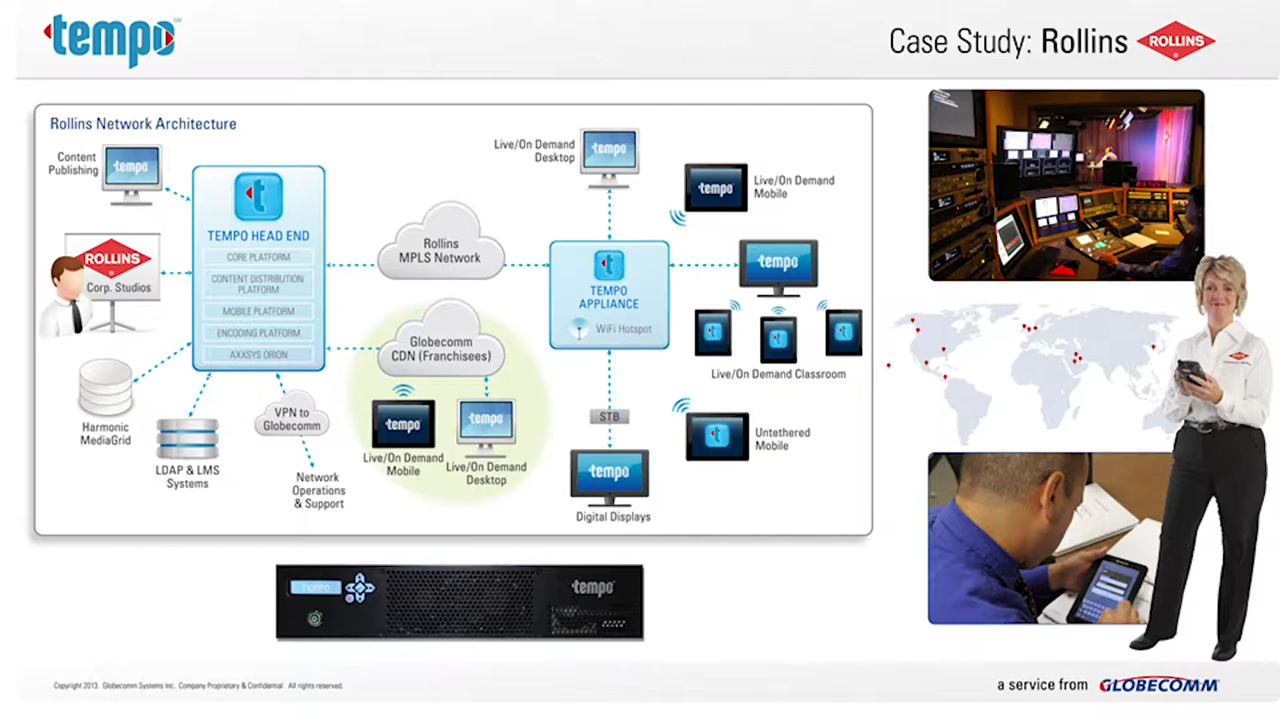 tempo
SM
Case Study: Rollins
ROLLINS
Rollins Network Architecture
Content
Publishing
tempo
TEMPO HEAD END
CORE PLATFORM
CONTENT DISTRIBUTION
PLATFORM
MOBILE PLATFORM
ENCODING PLATFORM
AXXSYS ORION
ROLLINS
Corp. Studios
Harmonic
MediaGrid
LDAP & LMS
Systems
VPN to
Globecomm
Network
Operations
& Support
Rollins
MPLS Network
Globecomm
CDN (Franchisees)
tempo
Live/On Demand
Mobile
tempo
Live/On Demand
Desktop
Live/On Demand
Desktop
tempo
TEMPO
APPLIANCE
WiFi Hotspot
STB
tempo
Digital Displays
tempo
Live/On Demand
Mobile
tempo
Live/On Demand Classroom
Untethered
Mobile
tempo
ROLLINS
Copyright 2013. Globecomm Systems Inc. Company Proprietary & Confidential. All rights reserved.
a service from GLOBECOMM